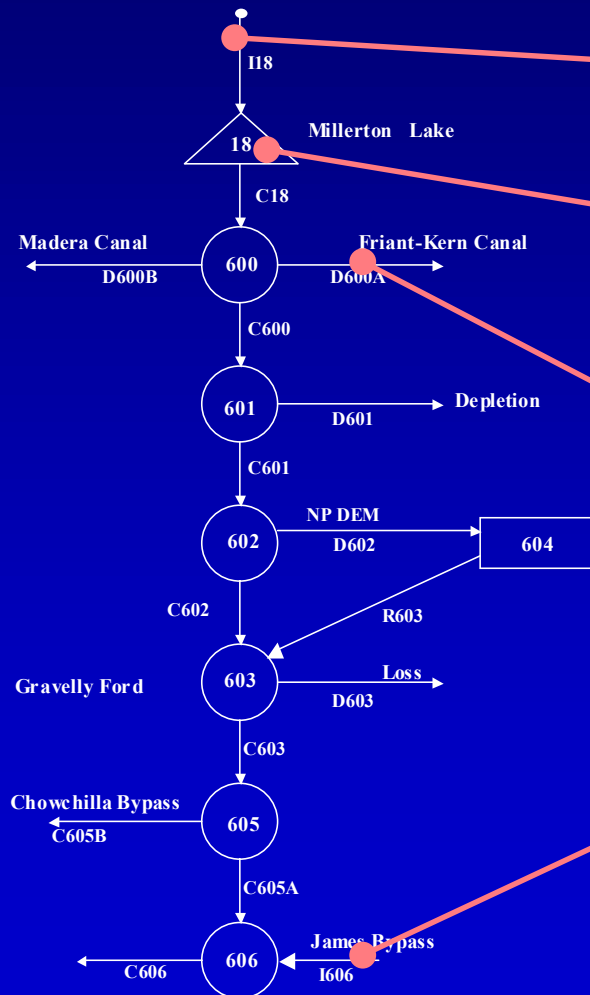 I18
Millerton Lake
18
C18
Madera Canal
Friant-Kern Canal
600
D600B
D600A
C600
601
Depletion
D601
C601
NP DEM
602
D602
604
C602
R603
Gravelly Ford
603
Loss
D603
C603
Chowchilla Bypass
605
C605B
C605A
James Bypass
606
C606
I606